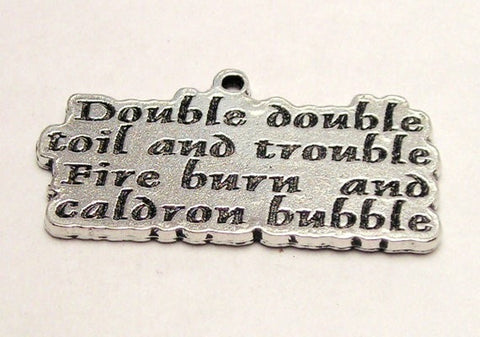 Double double
toil and trouble
Fire burn and
caldron bubble